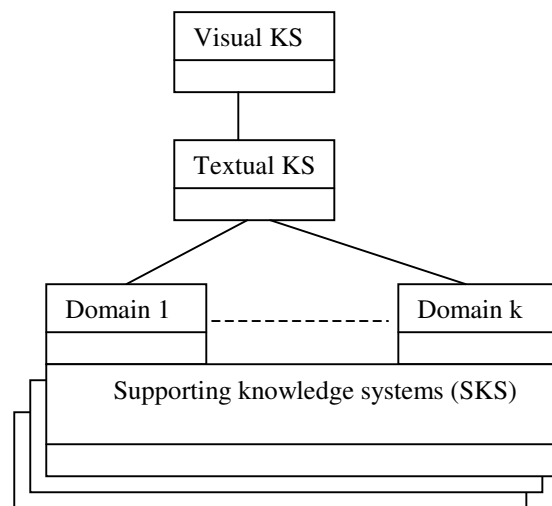 Visual KS
Textual KS
Domain 1
Domain k
Supporting knowledge systems (SKS)